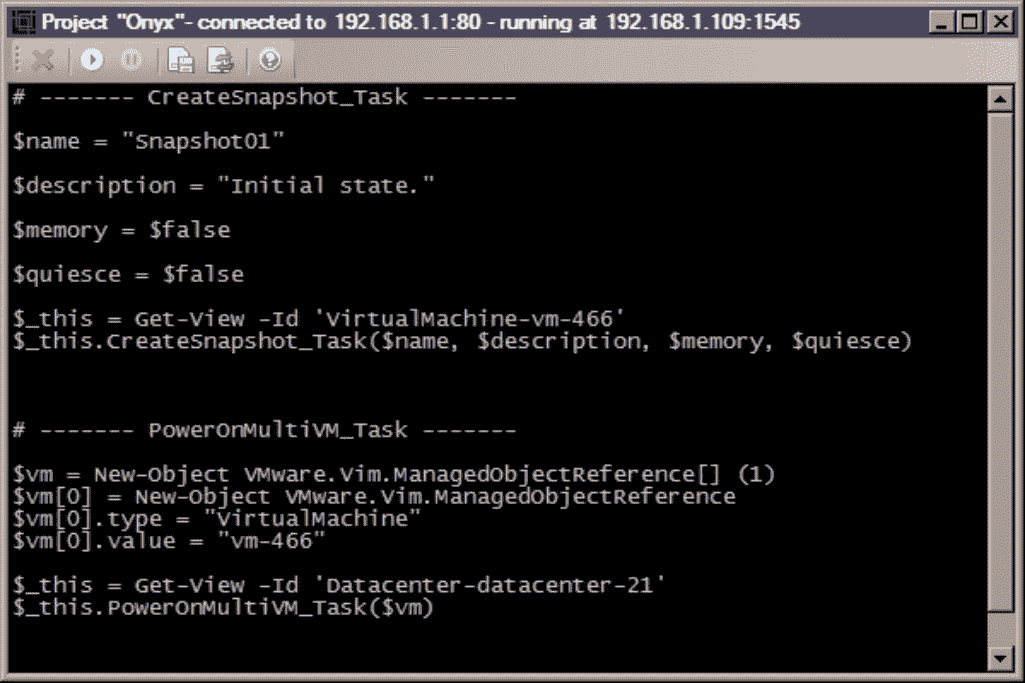 Project "Onyx"- connected to 192.168.1.1:80 - running at 192.168.1.109:1545
# ------- CreateSnapshot_Task -------
$name = "Snapshot01"
$description = "Initial state."
$memory = $false
$quiesce = $false
$_this = Get-View -Id 'VirtualMachine-vm-466'
$_this.CreateSnapshot_Task($name, $description, $memory, $quiesce)
# ------- PowerOnMultiVM_Task -------
$vm = New-Object VMware.Vim.ManagedObjectReference[] (1)
$vm[0] = New-Object VMware.Vim.ManagedObjectReference
$vm[0].type = "VirtualMachine"
$vm[0].value = "vm-466"
$_this = Get-View -Id 'Datacenter-datacenter-21'
$_this.PowerOnMultiVM_Task($vm)